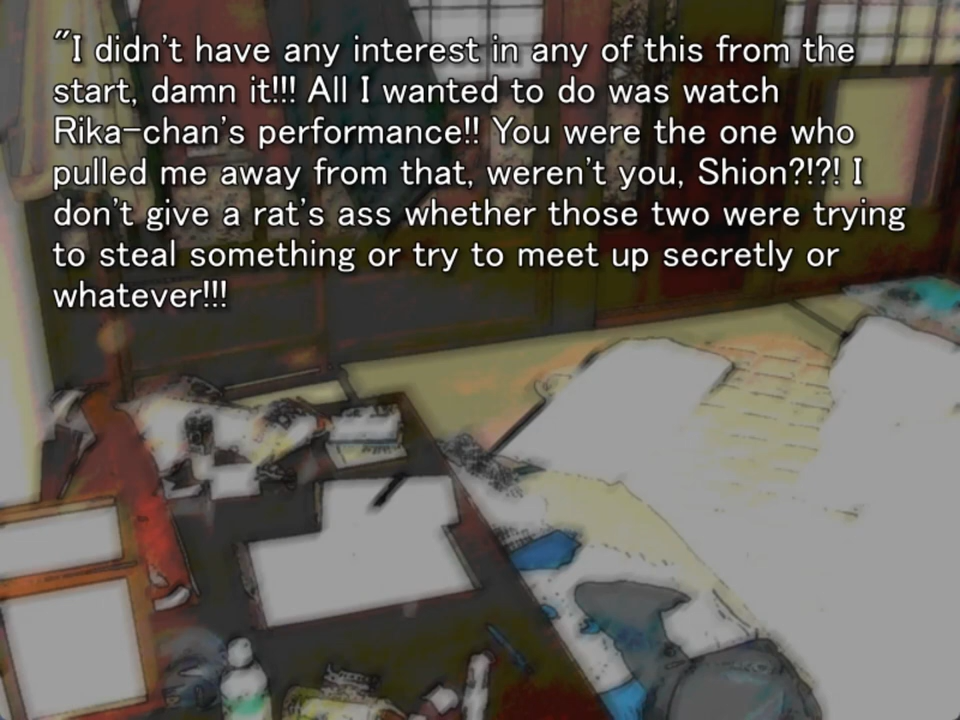 "I didn't have any interest in any of this from the
start, damn it!!! All I wanted to do was watch
Rika-chan's performance!! You were the one who
pulled me away from that, weren't you, Shion?!?! I
don't give a rat's ass whether those two were trying
to steal something or try to meet up secretly or
whatever!!!